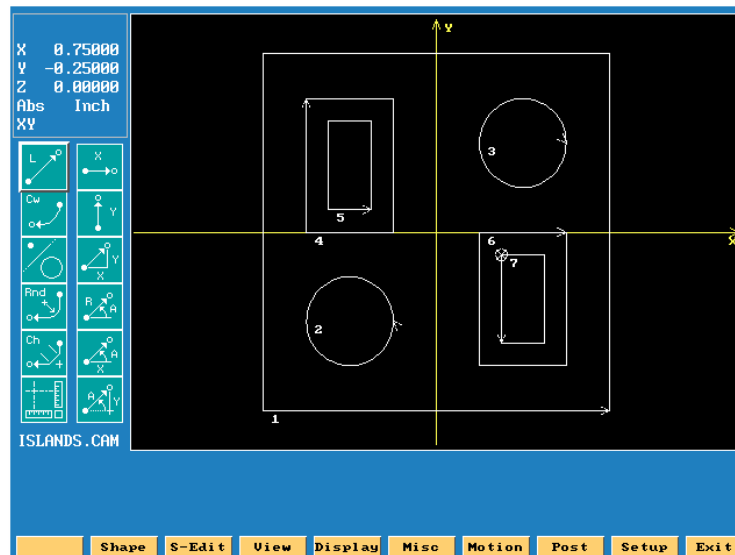 X 0.75000
Y -0.25000
Z 0.00000
Abs Inch
XY
L X
Cw Y
Y
X
Rnd R A
Ch A
X
A Y
ISLANDS.CAM
Y
3
5
4
6
X
7
2
1
Shape S-Edit View Display Misc Motion Post Setup Exit